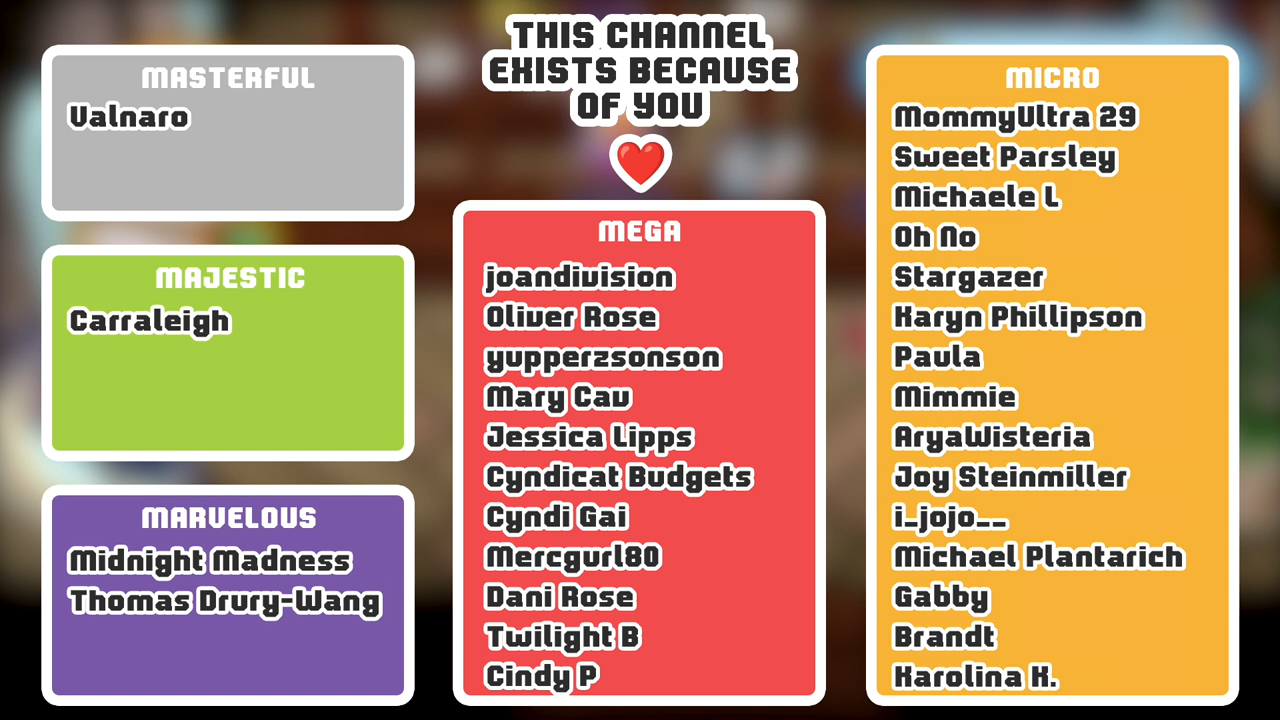 MASTERFUL
Valnaro
MAJESTIC
Carraleigh
MARVELOUS
Midnight Madness
Thomas Drury-Wang
THIS CHANNEL
EXISTS BECAUSE
OF YOU
MEGA
joandivision
Oliver Rose
yupperzsonson
Mary Cav
Jessica Lipps
Cyndicat Budgets
Cyndi Gai
Mercgurl80
Dani Rose
Twilight B
Cindy P
MICRO
MommyUltra 29
Sweet Parsley
Michaele L
Oh No
Stargazer
Karyn Phillipson
Paula
Mimmie
AryaWisteria
Joy Steinmiller
i_jojo__
Michael Plantarich
Gabby
Brandt
Karolina K.